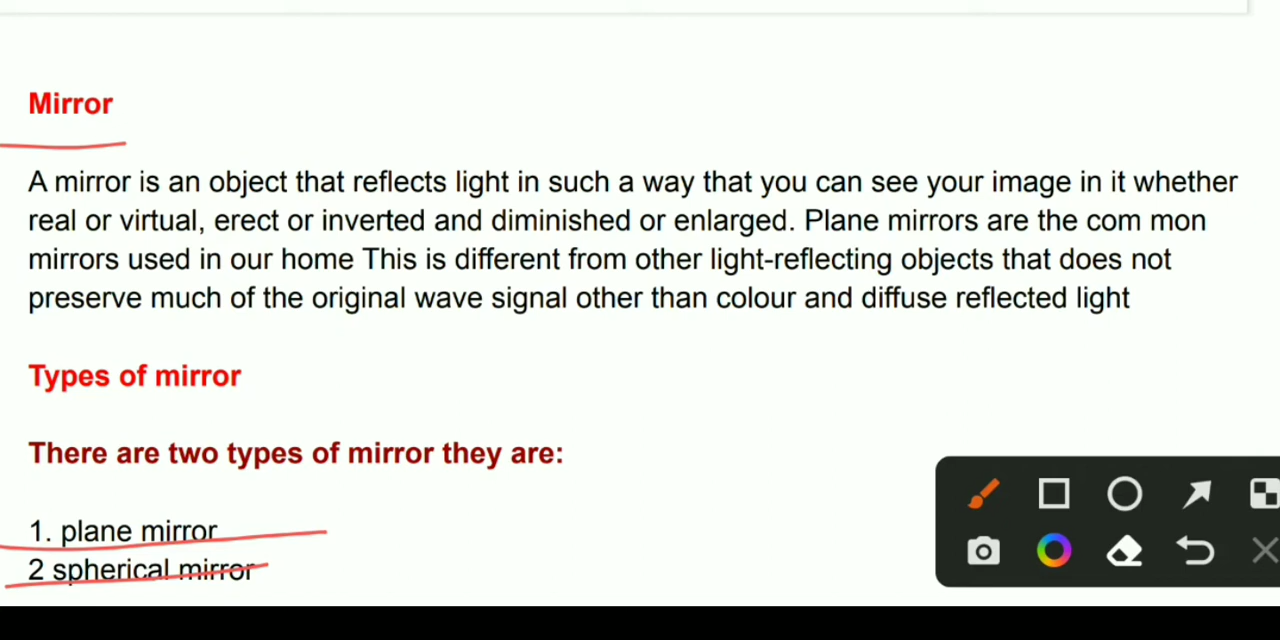 Mirror
A mirror is an object that reflects light in such a way that you can see your image in it whether
real or virtual, erect or inverted and diminished or enlarged. Plane mirrors are the com mon
mirrors used in our home This is different from other light-reflecting objects that does not
preserve much of the original wave signal other than colour and diffuse reflected light
Types of mirror
There are two types of mirror they are:
1. plane mirror
2 spherical mirror